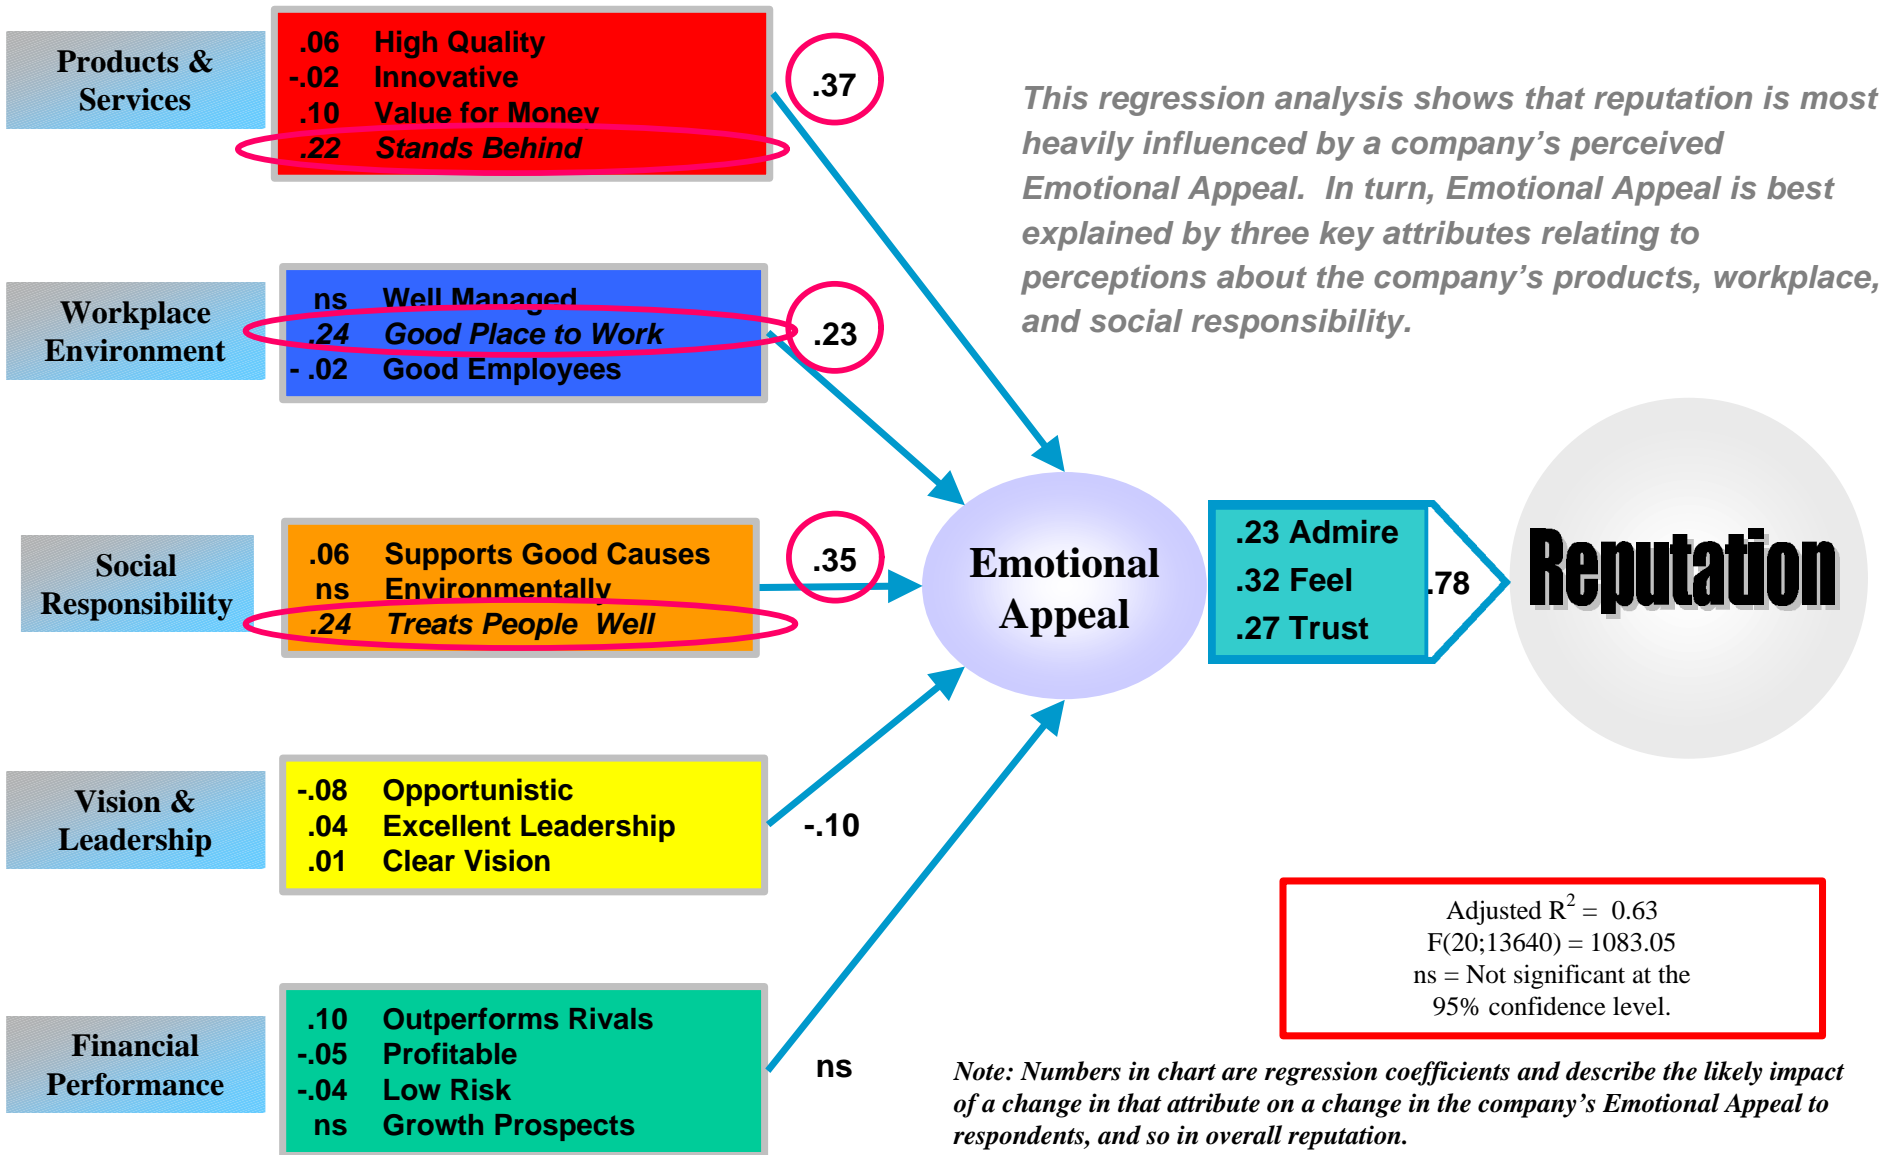 Products &
Services
.06 High Quality
-.02 Innovative
.10 Value for Money
.22 Stands Behind
.37
This regression analysis shows that reputation is most
heavily influenced by a company’s perceived
Emotional Appeal. In turn, Emotional Appeal is best
explained by three key attributes relating to
perceptions about the company’s products, workplace,
and social responsibility.
Workplace
Environment
ns Well Managed
.24 Good Place to Work
- .02 Good Employees
.23
Social
Responsibility
.06 Supports Good Causes
ns Environmentally
.24 Treats People Well
.35
Emotional
Appeal
.23 Admire
.32 Feel
.27 Trust
.78
Reputation
Vision &
Leadership
-.08 Opportunistic
.04 Excellent Leadership
.01 Clear Vision
-.10
Financial
Performance
.10 Outperforms Rivals
-.05 Profitable
-.04 Low Risk
ns Growth Prospects
ns
Adjusted R² = 0.63
F(20;13640) = 1083.05
ns = Not significant at the
95% confidence level.
Note: Numbers in chart are regression coefficients and describe the likely impact
of a change in that attribute on a change in the company’s Emotional Appeal to
respondents, and so in overall reputation.